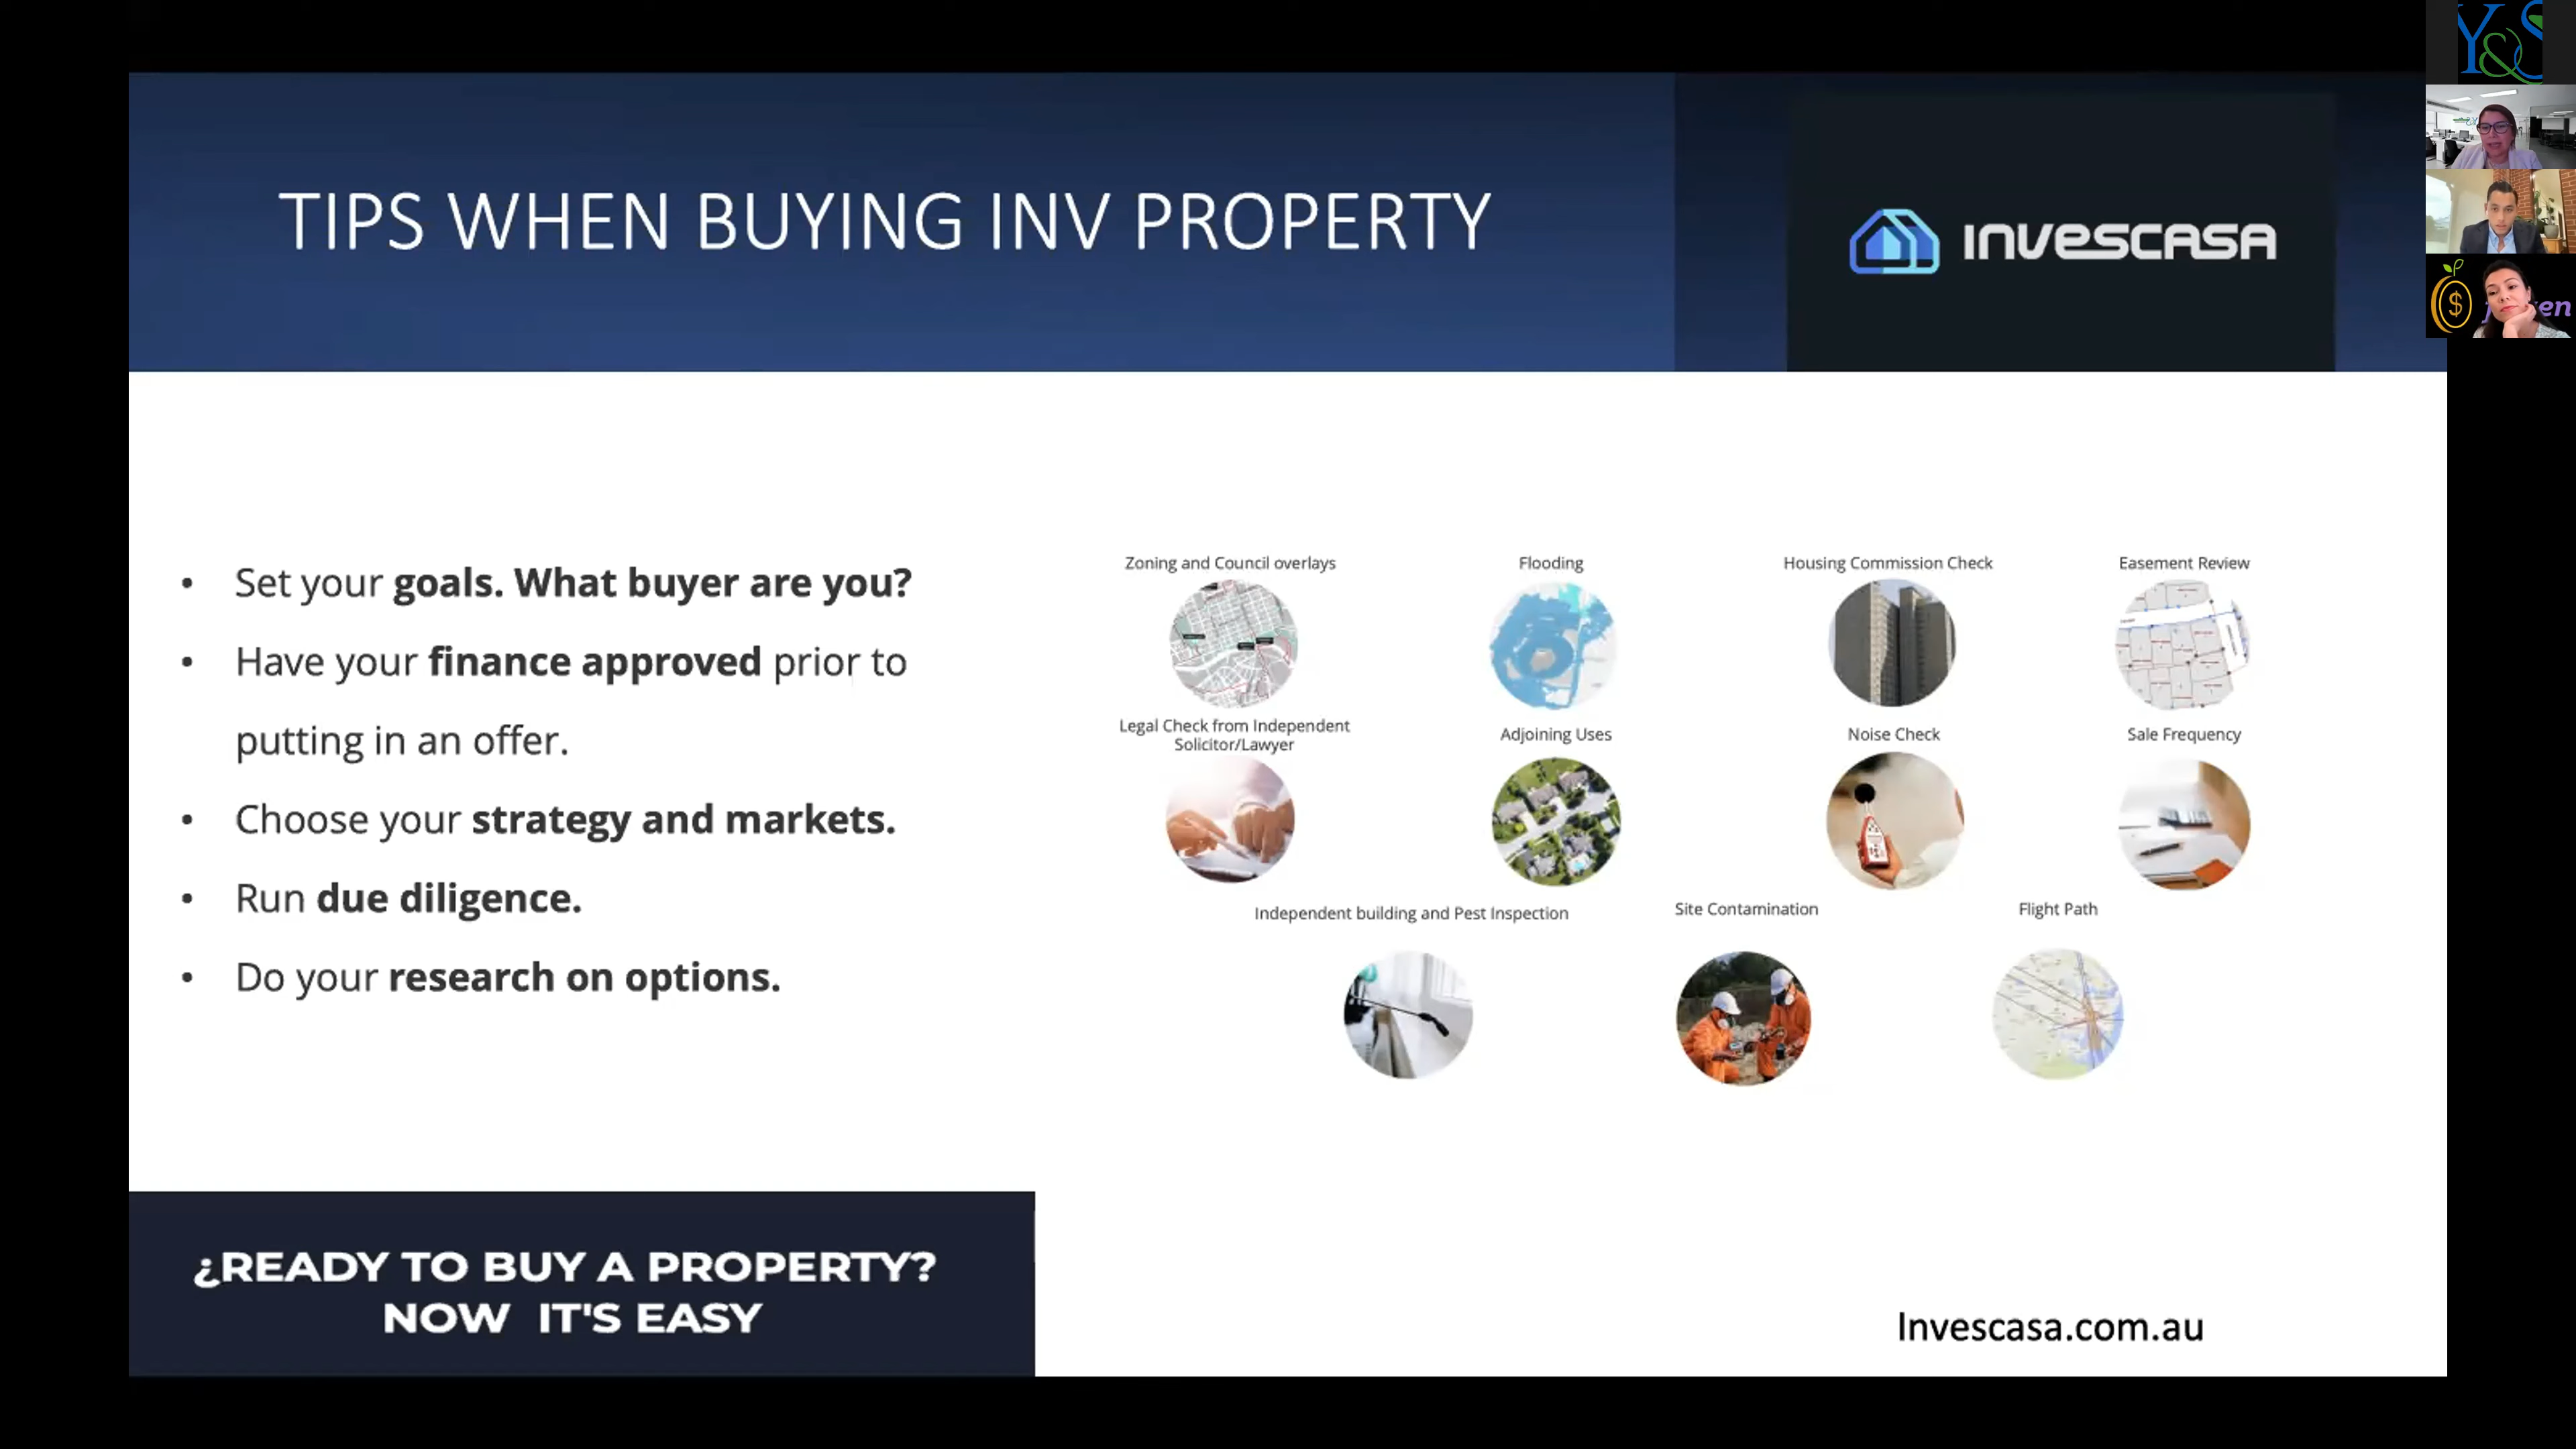 TIPS WHEN BUYING INV PROPERTY
INVESCASA
Y&S
$
en
• Set your goals. What buyer are you?
• Have your finance approved prior to
putting in an offer.
• Choose your strategy and markets.
• Run due diligence.
• Do your research on options.
Zoning and Council overlays
Flooding
Housing Commission Check
Easement Review
Legal Check from Independent
Solicitor/Lawyer
Adjoining Uses
Noise Check
Sale Frequency
Independent building and Pest Inspection
Site Contamination
Flight Path
¿READY TO BUY A PROPERTY?
NOW IT'S EASY
Invescasa.com.au